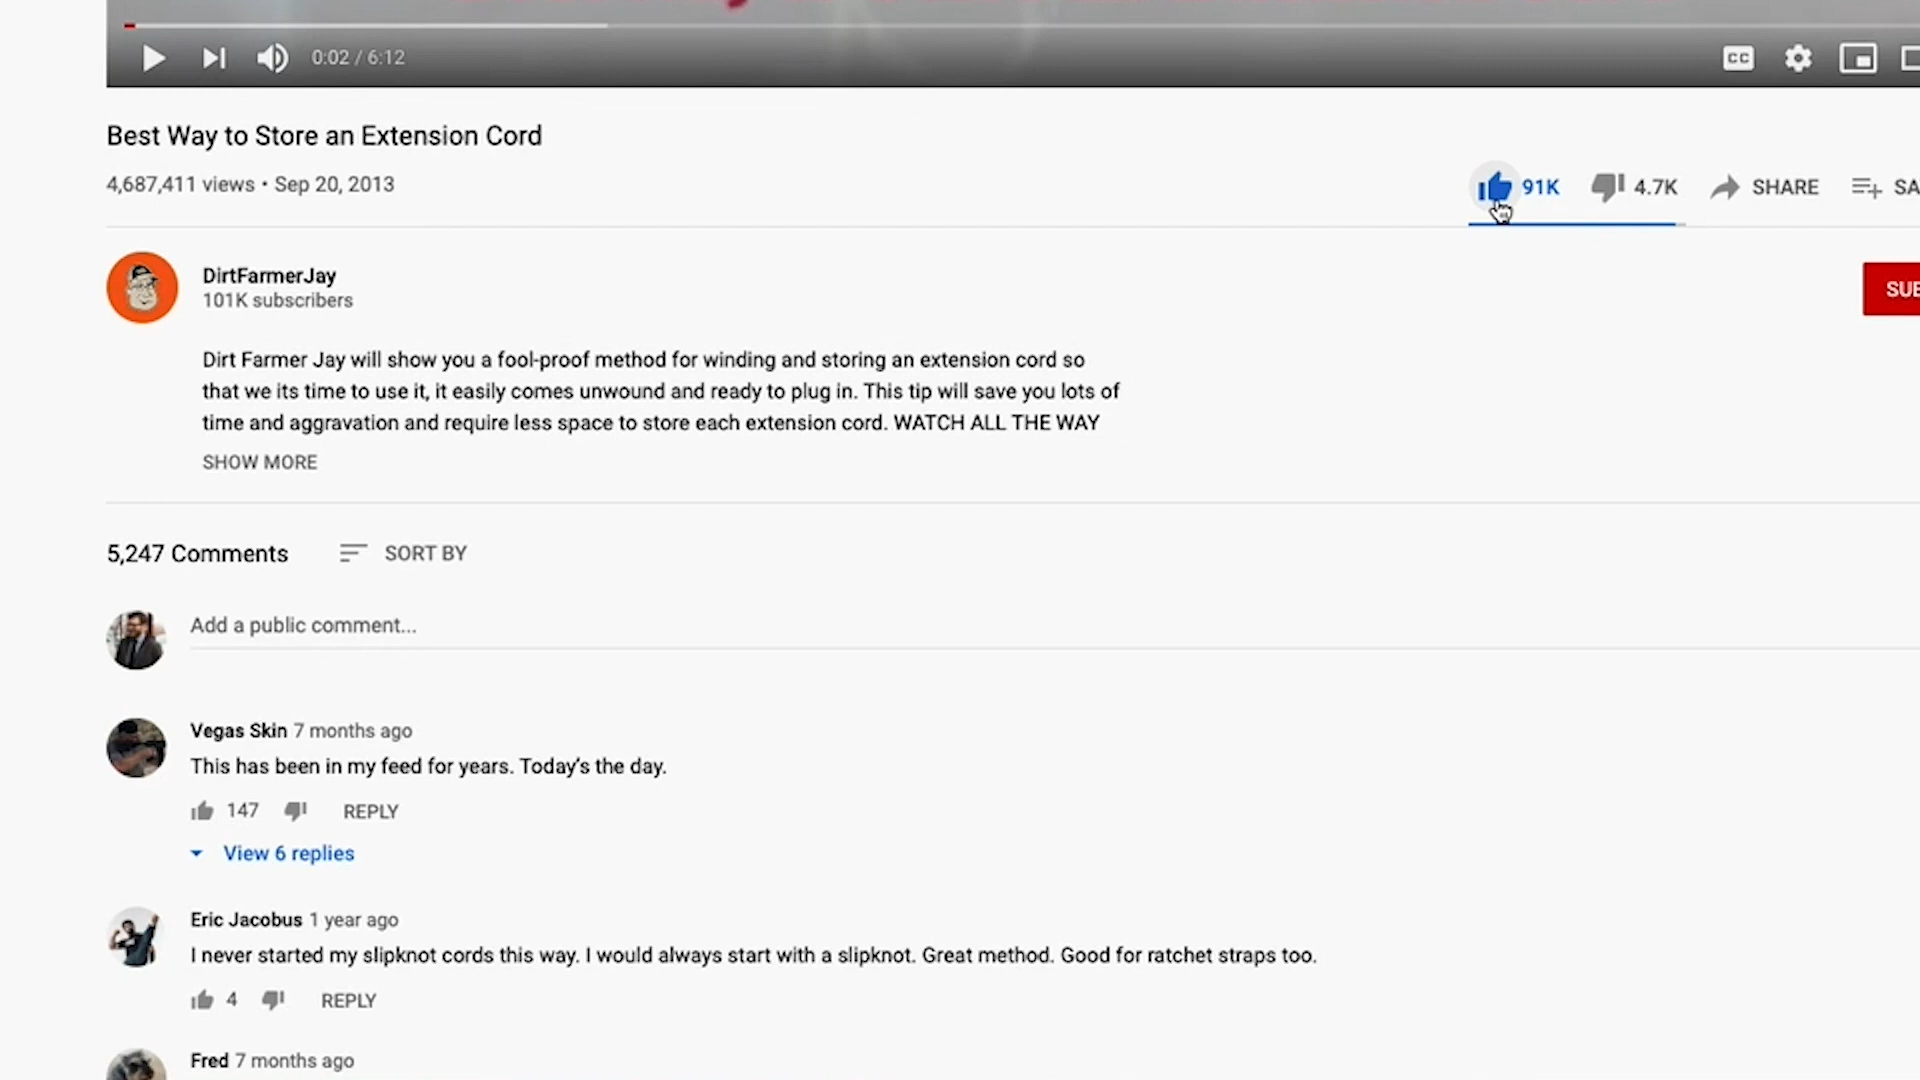 0:02 / 6:12
CC
Best Way to Store an Extension Cord
4,687,411 views • Sep 20, 2013
91K
4.7K
SHARE
SA
DirtFarmerJay
101K subscribers
SUB
Dirt Farmer Jay will show you a fool-proof method for winding and storing an extension cord so
that we its time to use it, it easily comes unwound and ready to plug in. This tip will save you lots of
time and aggravation and require less space to store each extension cord. WATCH ALL THE WAY
SHOW MORE
5,247 Comments
SORT BY
Add a public comment...
Vegas Skin 7 months ago
This has been in my feed for years. Today's the day.
147
REPLY
View 6 replies
Eric Jacobus 1 year ago
I never started my slipknot cords this way. I would always start with a slipknot. Great method. Good for ratchet straps too.
4
REPLY
Fred 7 months ago